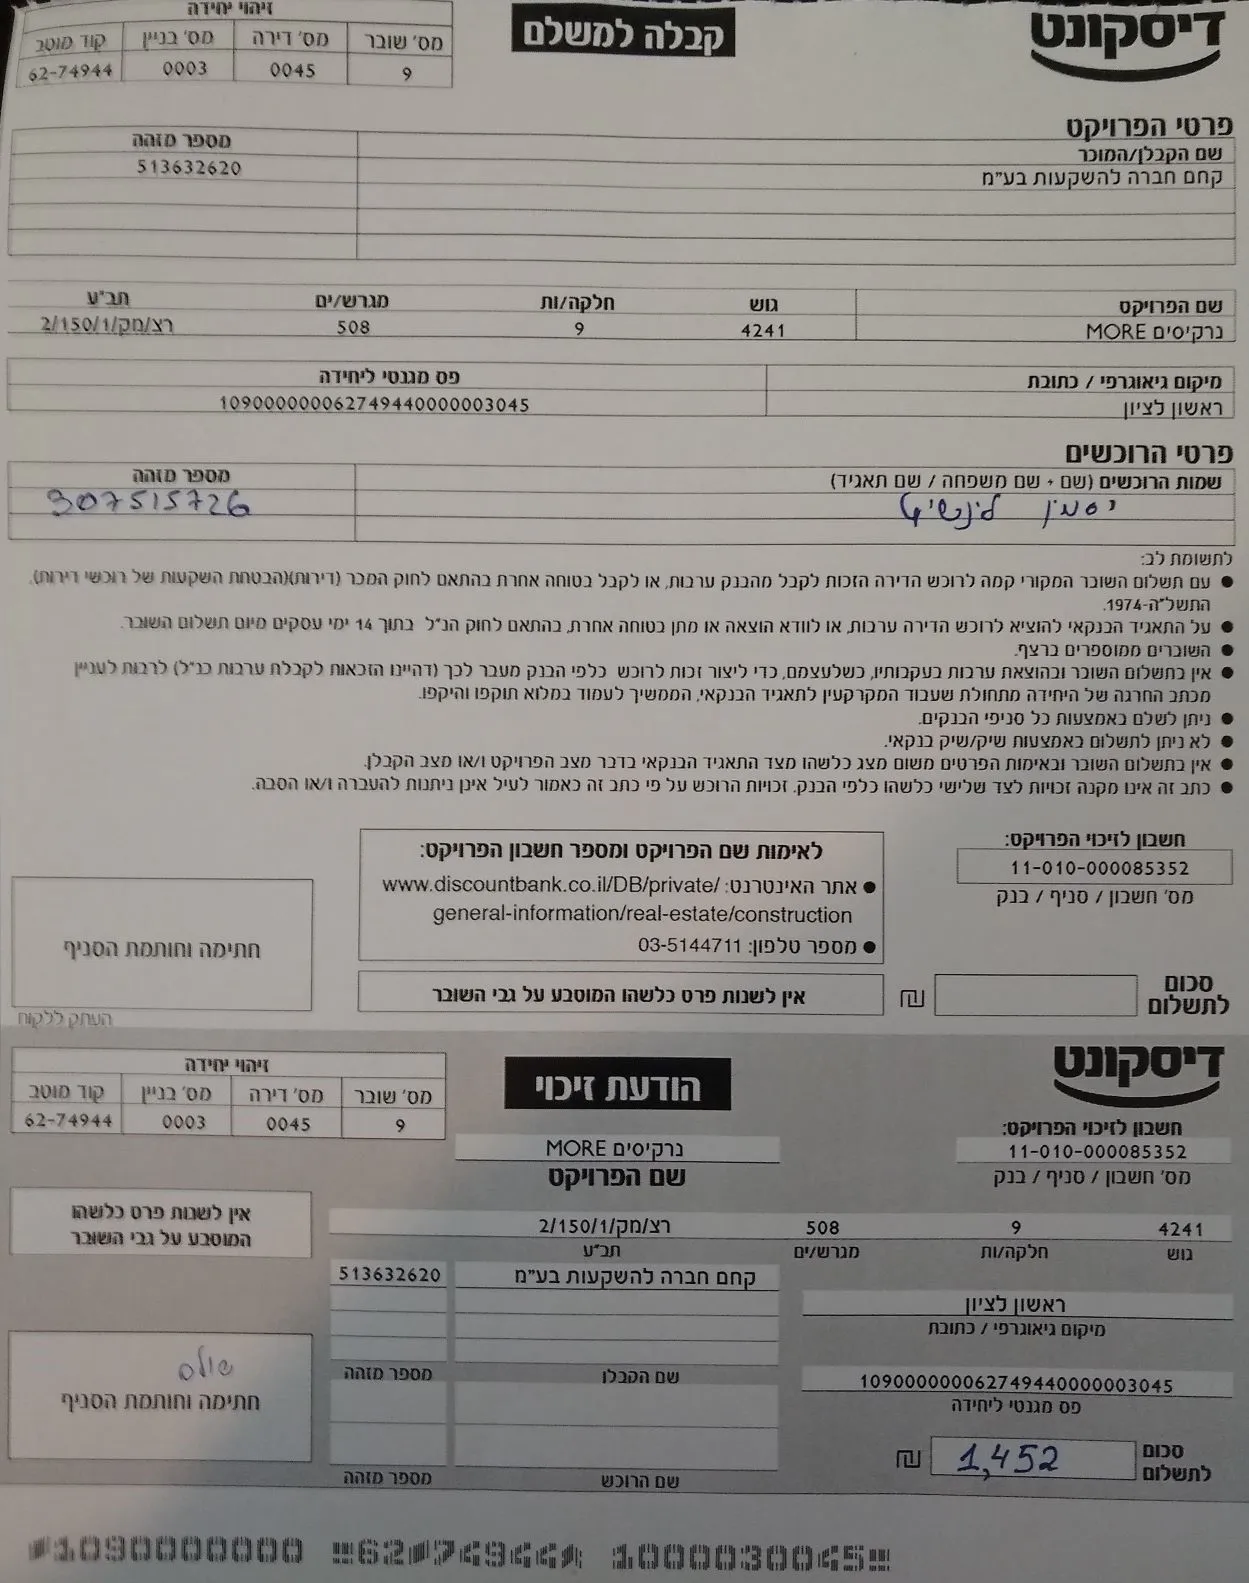 דיסקונט
קבלה למשלם
זיהוי יחידה
מס' שובר מס' דירה מס' בניין קוד מוטב
9 0045 0003 62-74944
פרטי הפרויקט
שם הקבלן/המוכר מספר מזהה
קחם חברה להשקעות בע"מ 513632620
שם הפרויקט גוש חלקה/ות מגרש/ים תב"ע
נרקיסים MORE 4241 9 508 רצ/מק/2/150/1
מיקום גיאוגרפי / כתובת פס מגנטי ליחידה
ראשון לציון 1090000000627494400000003045
פרטי הרוכשים
שמות הרוכשים (שם + שם משפחה / שם תאגיד) מספר מזהה
יסמין 307515726
לתשומת לב:
● עם תשלום השובר המקורי קמה לרוכש הדירה הזכות לקבל מהבנק ערבות, או לקבל בטוחה אחרת בהתאם לחוק המכר (דירות)(הבטחת השקעות של רוכשי דירות),
התשל"ה-1974.
● על התאגיד הבנקאי להוציא לרוכש הדירה ערבות, או לוודא הוצאה או מתן בטוחה אחרת, בהתאם לחוק הנ"ל בתוך 14 ימי עסקים מיום תשלום השובר.
● השוברים ממוספרים ברצף.
● אין בתשלום השובר ובהוצאת ערבות בעקבותיו, כשלעצמם, כדי ליצור זכות לרוכש כלפי הבנק מעבר לכך (דהיינו הזכאות לקבלת ערבות כנ"ל) לרבות לעניין
מכתב החרגה של היחידה מתחולת שעבוד המקרקעין לתאגיד הבנקאי, הממשיך לעמוד במלוא תוקפו והיקפו.
● ניתן לשלם באמצעות כל סניפי הבנקים.
● לא ניתן לתשלום באמצעות שיק/שיק בנקאי.
● אין בתשלום השובר ובאימות הפרטים משום מצג כלשהו מצד התאגיד הבנקאי בדבר מצב הפרויקט ו/או מצב הקבלן.
● כתב זה אינו מקנה זכויות לצד שלישי כלשהו כלפי הבנק. זכויות הרוכש על פי כתב זה כאמור לעיל אינן ניתנות להעברה ו/או הסבה.
חשבון לזיכוי הפרויקט:
11-010-000085352
מס' חשבון / סניף / בנק
לאימות שם הפרויקט ומספר חשבון הפרויקט:
● אתר האינטרנט: www.discountbank.co.il/DB/private/
general-information/real-estate/construction
● מספר טלפון: 03-5144711
חתימה וחותמת הסניף
סכום
לתשלום
₪
אין לשנות פרט כלשהו המוטבע על גבי השובר
העתק ללקוח
דיסקונט
הודעת זיכוי
זיהוי יחידה
מס' שובר מס' דירה מס' בניין קוד מוטב
9 0045 0003 62-74944
חשבון לזיכוי הפרויקט:
11-010-000085352
מס' חשבון / סניף / בנק
נרקיסים MORE
שם הפרויקט
אין לשנות פרט כלשהו
המוטבע על גבי השובר
4241 9 508 רצ/מק/2/150/1
גוש חלקה/ות מגרש/ים תב"ע
קחם חברה להשקעות בע"מ 513632620
ראשון לציון
מיקום גיאוגרפי / כתובת
שם הקבלן מספר מזהה
שולם
חתימה וחותמת הסניף
1090000000627494400000003045
פס מגנטי ליחידה
סכום
לתשלום
1,452 ₪
שם הרוכש מספר מזהה